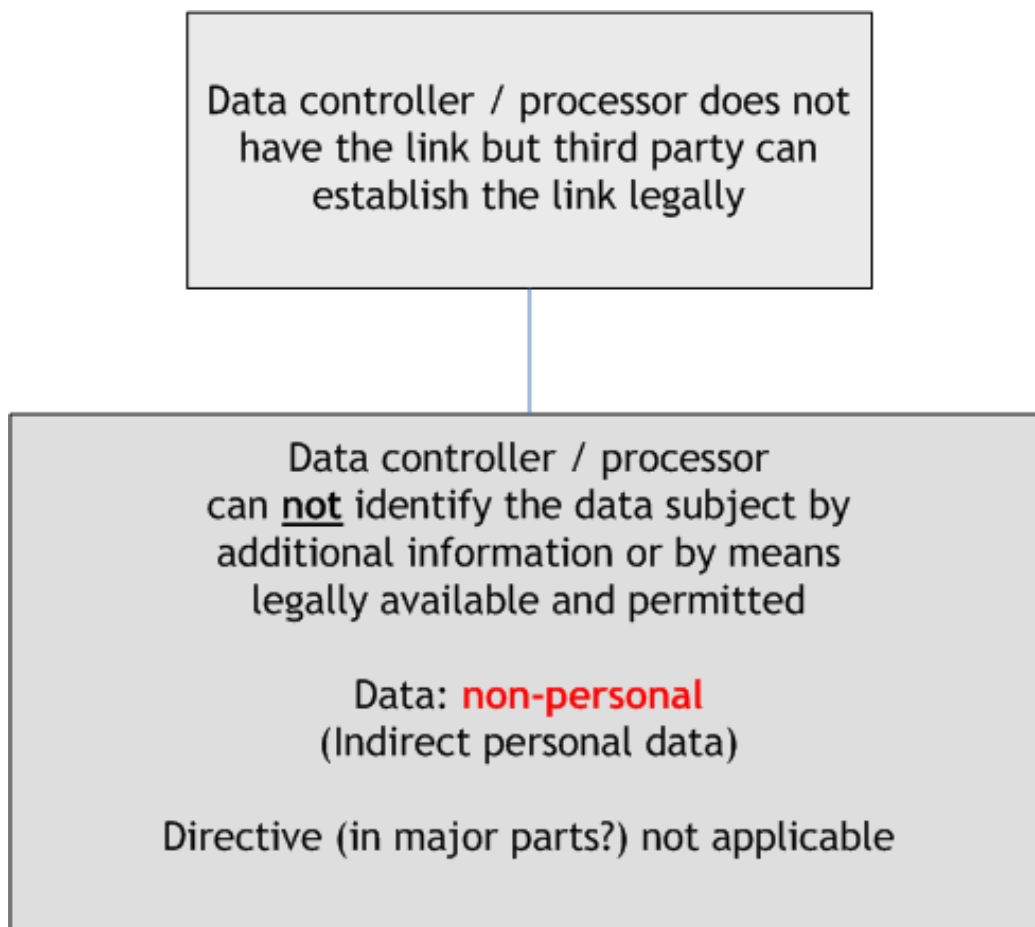 Data controller / processor does not
have the link but third party can
establish the link legally
Data controller / processor
can not identify the data subject by
additional information or by means
legally available and permitted
Data: non-personal
(Indirect personal data)
Directive (in major parts?) not applicable